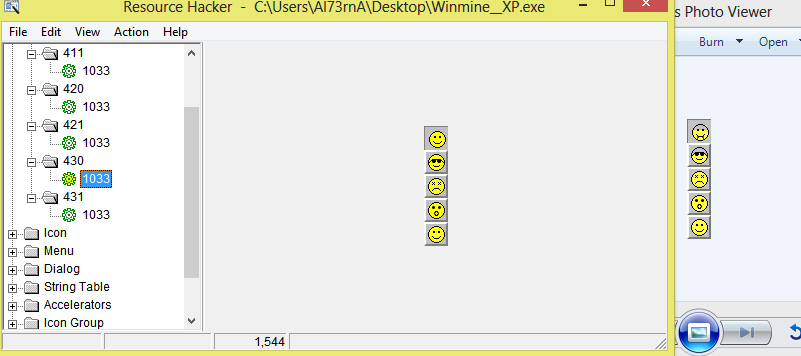 Resource Hacker - C:\Users\Al73rnA\Desktop\Winmine__XP.exe
s Photo Viewer
File Edit View Action Help
Burn Open
411
1033
420
1033
421
1033
430
1033
431
1033
Icon
Menu
Dialog
String Table
Accelerators
Icon Group
1,544